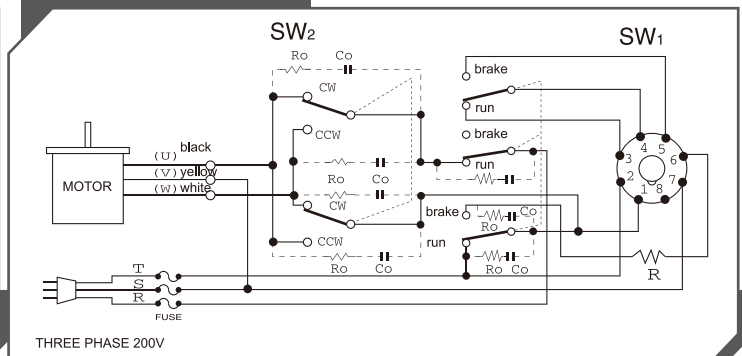 SW2
SW1
Ro Co
brake
CW
run
CCW
brake
4 5
3 6
2 7
1 8
(U) black
(V) yellow
(W) white
MOTOR
run
Ro Co
Ro Co
CW
brake
Co
Ro
CCW
run
Ro Co
Ro Co
R
T
S
R
FUSE
THREE PHASE 200V